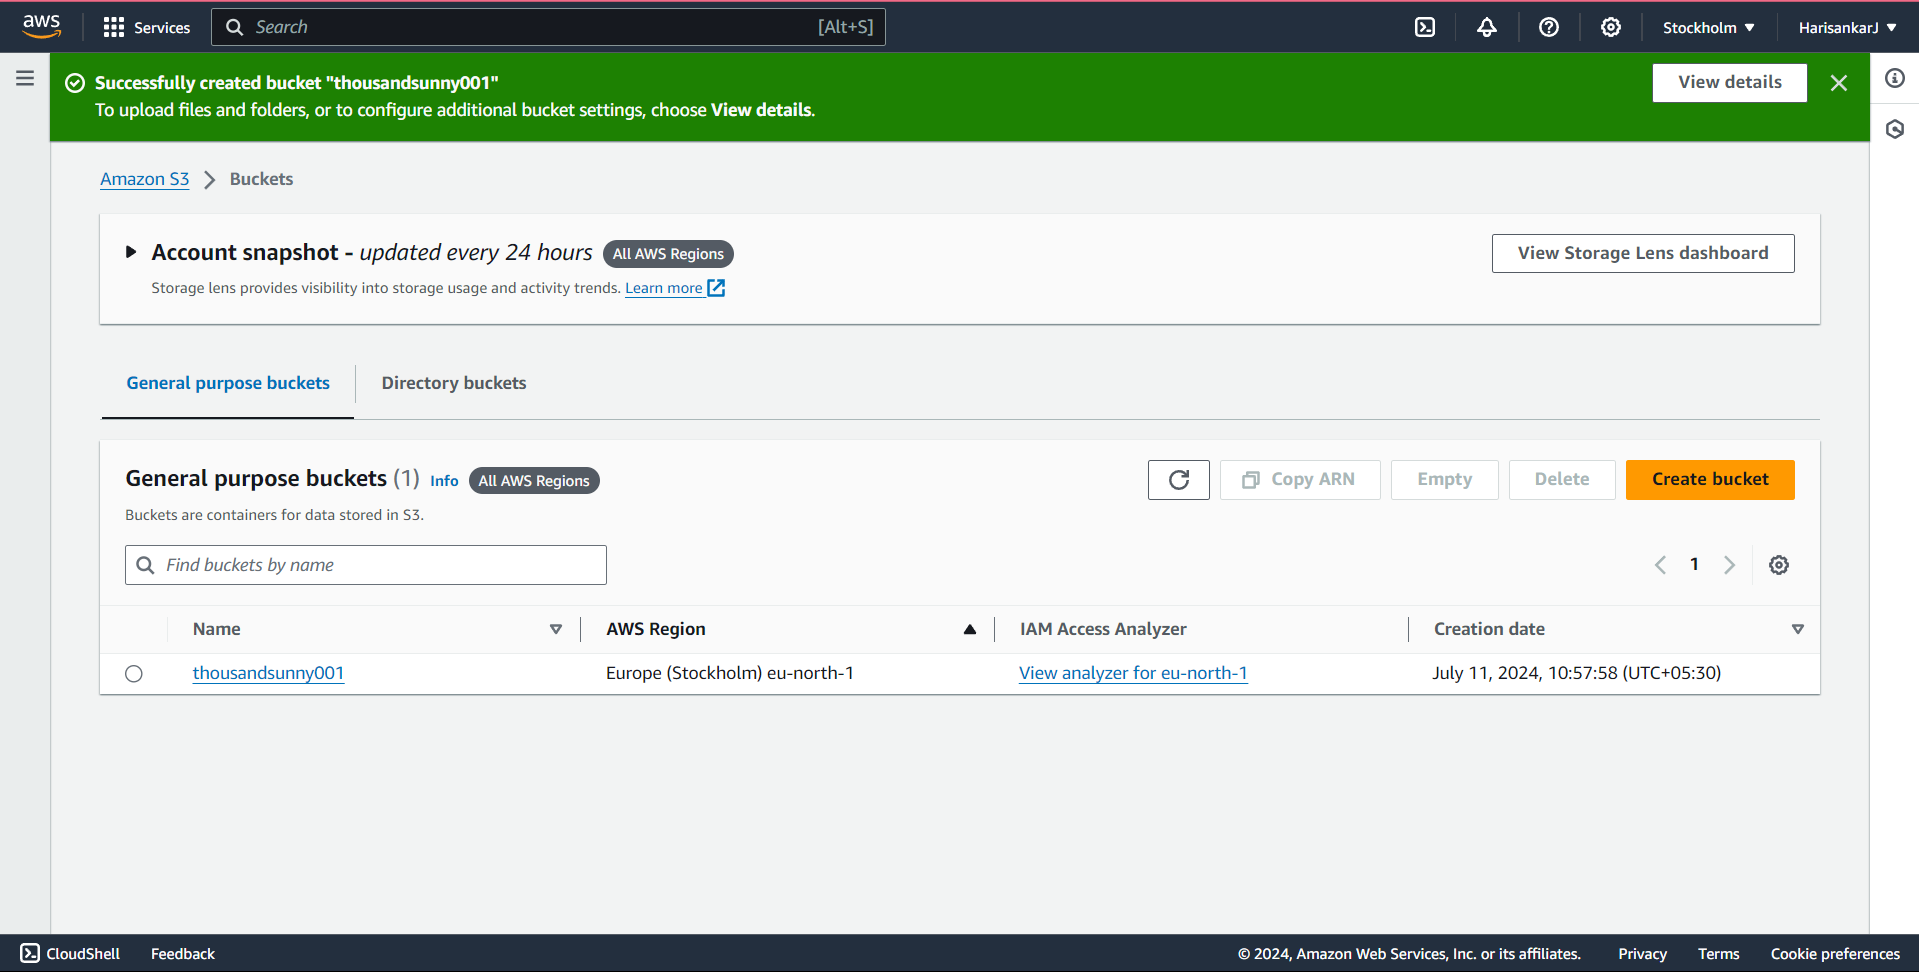 aws Services Search [Alt+S] Stockholm ▼ HarisankarJ ▼
Successfully created bucket "thousandsunny001"
To upload files and folders, or to configure additional bucket settings, choose View details.
View details
Amazon S3 > Buckets
Account snapshot - updated every 24 hours All AWS Regions
Storage lens provides visibility into storage usage and activity trends. Learn more
View Storage Lens dashboard
General purpose buckets Directory buckets
General purpose buckets (1) Info All AWS Regions
Copy ARN Empty Delete Create bucket
Buckets are containers for data stored in S3.
Find buckets by name
1
Name AWS Region IAM Access Analyzer Creation date
thousandsunny001 Europe (Stockholm) eu-north-1 View analyzer for eu-north-1 July 11, 2024, 10:57:58 (UTC+05:30)
CloudShell Feedback © 2024, Amazon Web Services, Inc. or its affiliates. Privacy Terms Cookie preferences